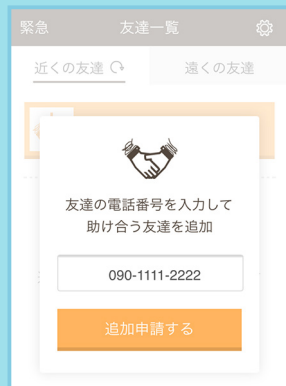 緊急 友達一覧
近くの友達 遠くの友達
友達の電話番号を入力して
助け合う友達を追加
090-1111-2222
追加申請する